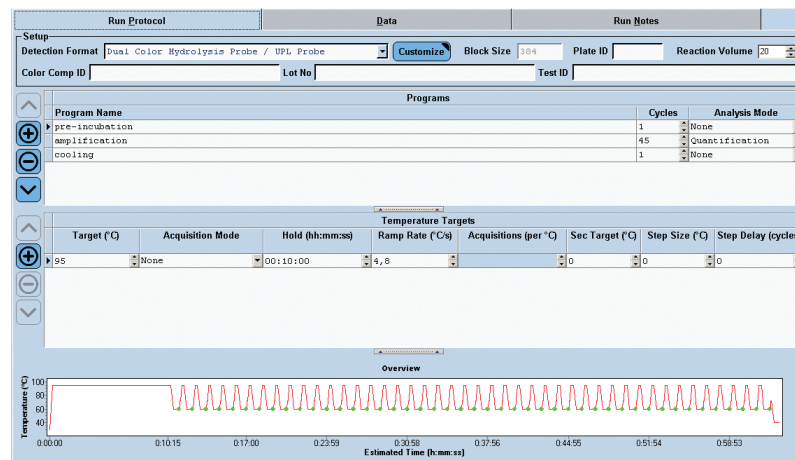 Run Protocol Data Run Notes
Setup
Detection Format Dual Color Hydrolysis Probe / UPL Probe Customize Block Size 384 Plate ID Reaction Volume 20
Color Comp ID Lot No Test ID
Programs
Program Name Cycles Analysis Mode
pre-incubation 1 None
amplification 45 Quantification
cooling 1 None
Temperature Targets
Target (°C) Acquisition Mode Hold (hh:mm:ss) Ramp Rate (°C/s) Acquisitions (per °C) Sec Target (°C) Step Size (°C) Step Delay (cycles
95 None 00:10:00 4,8 0 0 0
Overview
Temperature (°C)
100
80
60
40
0:00:00 0:10:15 0:17:00 0:23:59 0:30:58 0:37:56 0:44:55 0:51:54 0:58:53
Estimated Time (h:mm:ss)